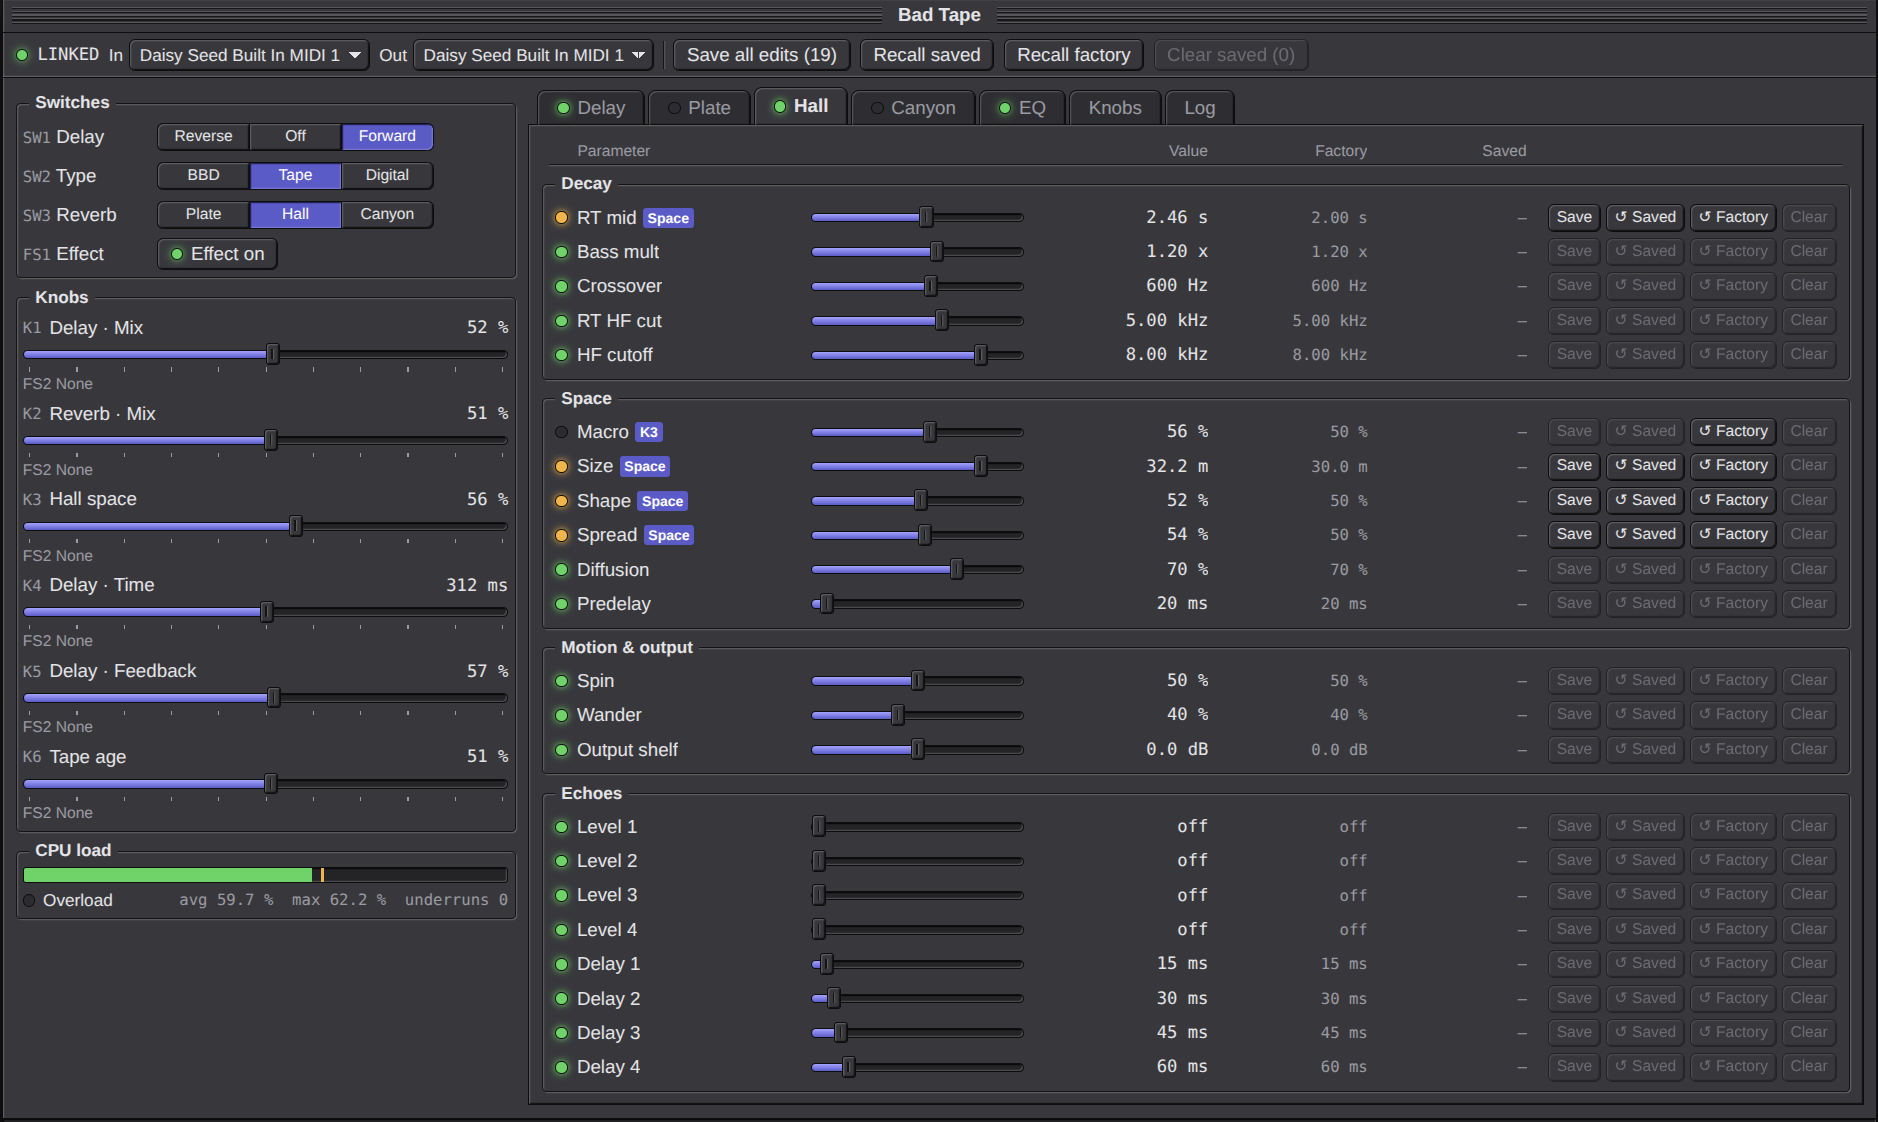 Bad Tape
LINKED In Daisy Seed Built In MIDI 1 Out Daisy Seed Built In MIDI 1 Save all edits (19) Recall saved Recall factory Clear saved (0)
Switches
SW1 Delay Reverse Off Forward
SW2 Type BBD Tape Digital
SW3 Reverb Plate Hall Canyon
FS1 Effect Effect on
Knobs
K1 Delay · Mix 52 %
FS2 None
K2 Reverb · Mix 51 %
FS2 None
K3 Hall space 56 %
FS2 None
K4 Delay · Time 312 ms
FS2 None
K5 Delay · Feedback 57 %
FS2 None
K6 Tape age 51 %
FS2 None
CPU load
Overload avg 59.7 % max 62.2 % underruns 0
Delay Plate Hall Canyon EQ Knobs Log
Parameter Value Factory Saved
Decay
RT mid Space 2.46 s 2.00 s – Save ↺ Saved ↺ Factory Clear
Bass mult 1.20 x 1.20 x – Save ↺ Saved ↺ Factory Clear
Crossover 600 Hz 600 Hz – Save ↺ Saved ↺ Factory Clear
RT HF cut 5.00 kHz 5.00 kHz – Save ↺ Saved ↺ Factory Clear
HF cutoff 8.00 kHz 8.00 kHz – Save ↺ Saved ↺ Factory Clear
Space
Macro K3 56 % 50 % – Save ↺ Saved ↺ Factory Clear
Size Space 32.2 m 30.0 m – Save ↺ Saved ↺ Factory Clear
Shape Space 52 % 50 % – Save ↺ Saved ↺ Factory Clear
Spread Space 54 % 50 % – Save ↺ Saved ↺ Factory Clear
Diffusion 70 % 70 % – Save ↺ Saved ↺ Factory Clear
Predelay 20 ms 20 ms – Save ↺ Saved ↺ Factory Clear
Motion & output
Spin 50 % 50 % – Save ↺ Saved ↺ Factory Clear
Wander 40 % 40 % – Save ↺ Saved ↺ Factory Clear
Output shelf 0.0 dB 0.0 dB – Save ↺ Saved ↺ Factory Clear
Echoes
Level 1 off off – Save ↺ Saved ↺ Factory Clear
Level 2 off off – Save ↺ Saved ↺ Factory Clear
Level 3 off off – Save ↺ Saved ↺ Factory Clear
Level 4 off off – Save ↺ Saved ↺ Factory Clear
Delay 1 15 ms 15 ms – Save ↺ Saved ↺ Factory Clear
Delay 2 30 ms 30 ms – Save ↺ Saved ↺ Factory Clear
Delay 3 45 ms 45 ms – Save ↺ Saved ↺ Factory Clear
Delay 4 60 ms 60 ms – Save ↺ Saved ↺ Factory Clear